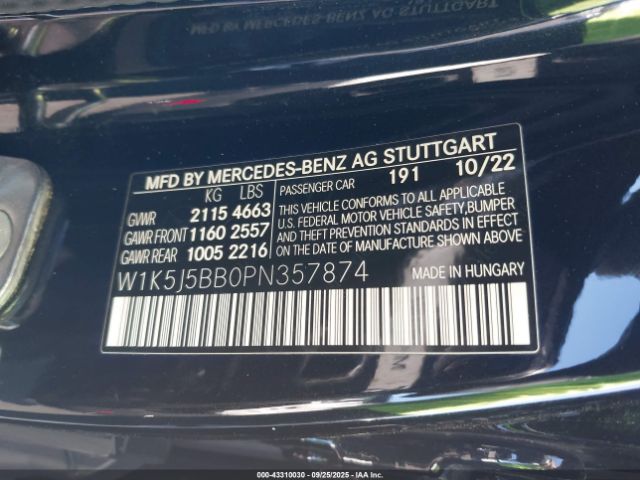 MFD BY MERCEDES-BENZ AG STUTTGART
KG LBS PASSENGER CAR 191 10/22
GVWR 2115 4663
GAWR FRONT 1160 2557
GAWR REAR 1005 2216
THIS VEHICLE CONFORMS TO ALL APPLICABLE
U.S. FEDERAL MOTOR VEHICLE SAFETY, BUMPER
AND THEFT PREVENTION STANDARDS IN EFFECT
ON THE DATE OF MANUFACTURE SHOWN ABOVE.
W1K5J5BB0PN357874 MADE IN HUNGARY
M
000-43310030 - 09/25/2025 - IAAI.COM